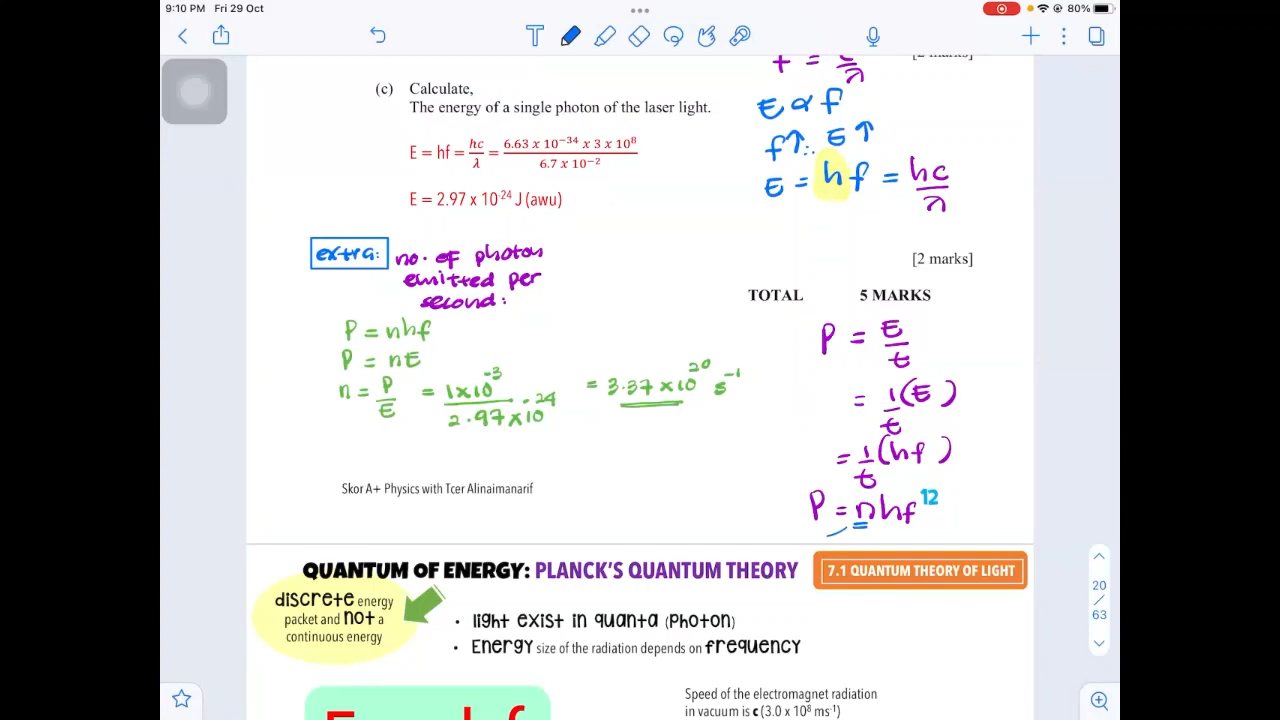 9:10 PM Fri 29 Oct
80%
[2 marks]
f = c/λ
(c) Calculate,
The energy of a single photon of the laser light.
E ∝ f
f↑ ∴ E↑
E = hf = hc/λ = 6.63 x 10⁻³⁴ x 3 x 10⁸ / 6.7 x 10⁻²
E = hf = hc/λ
E = 2.97 x 10⁻²⁴ J (awu)
extra:
no. of photon
emitted per
second:
[2 marks]
TOTAL 5 MARKS
P = nhf
P = nE
n = P/E = 1x10⁻³ / 2.97x10⁻²⁴ = 3.37 x 10²⁰ s⁻¹
P = E/t
= 1/t (E)
= 1/t (hf)
P = nhf
12
Skor A+ Physics with Tcer Alinaimanarif
QUANTUM OF ENERGY: PLANCK'S QUANTUM THEORY
7.1 QUANTUM THEORY OF LIGHT
discrete energy
packet and not a
continuous energy
• light exist in quanta (photon)
• Energy size of the radiation depends on frequency
Speed of the electromagnet radiation
in vacuum is c (3.0 x 10⁸ ms⁻¹)
20
/
63